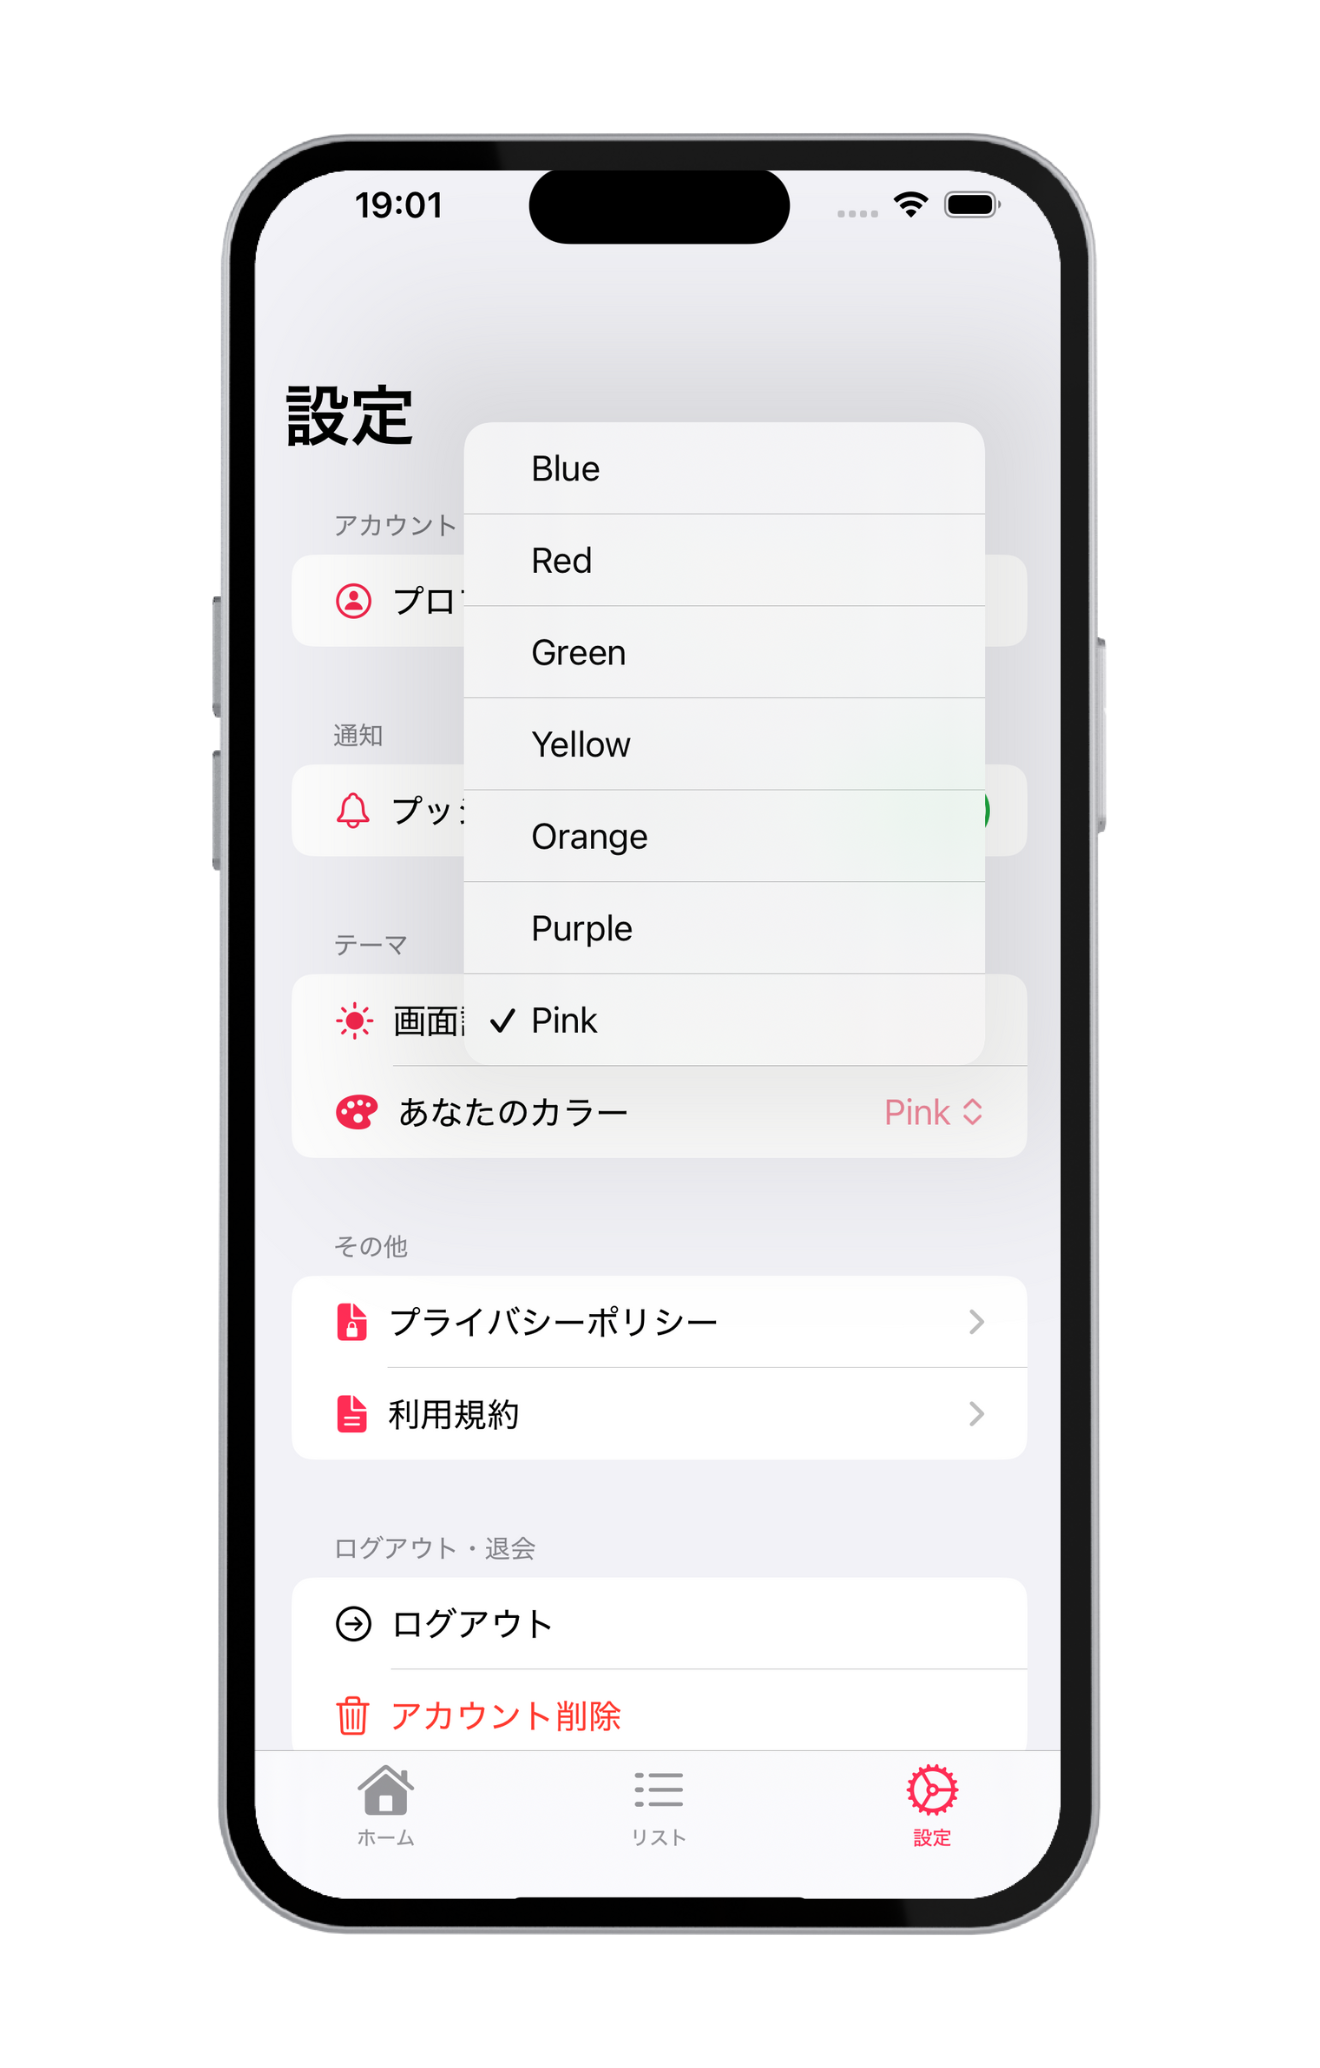 19:01
設定
アカウント
Blue
Red
プロ
Green
通知
Yellow
プッ
Orange
テーマ
Purple
画面
Pink
あなたのカラー Pink
その他
プライバシーポリシー
利用規約
ログアウト・退会
ログアウト
アカウント削除
ホーム リスト 設定